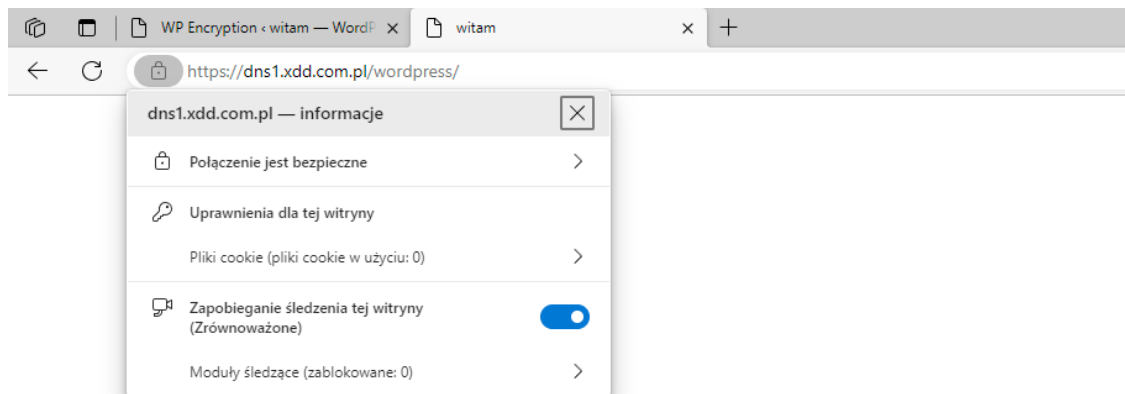 WP Encryption ‹ witam — WordP
witam
https://dns1.xdd.com.pl/wordpress/
dns1.xdd.com.pl — informacje
Połączenie jest bezpieczne
Uprawnienia dla tej witryny
Pliki cookie (pliki cookie w użyciu: 0)
Zapobieganie śledzenia tej witryny
(Zrównoważone)
Moduły śledzące (zablokowane: 0)